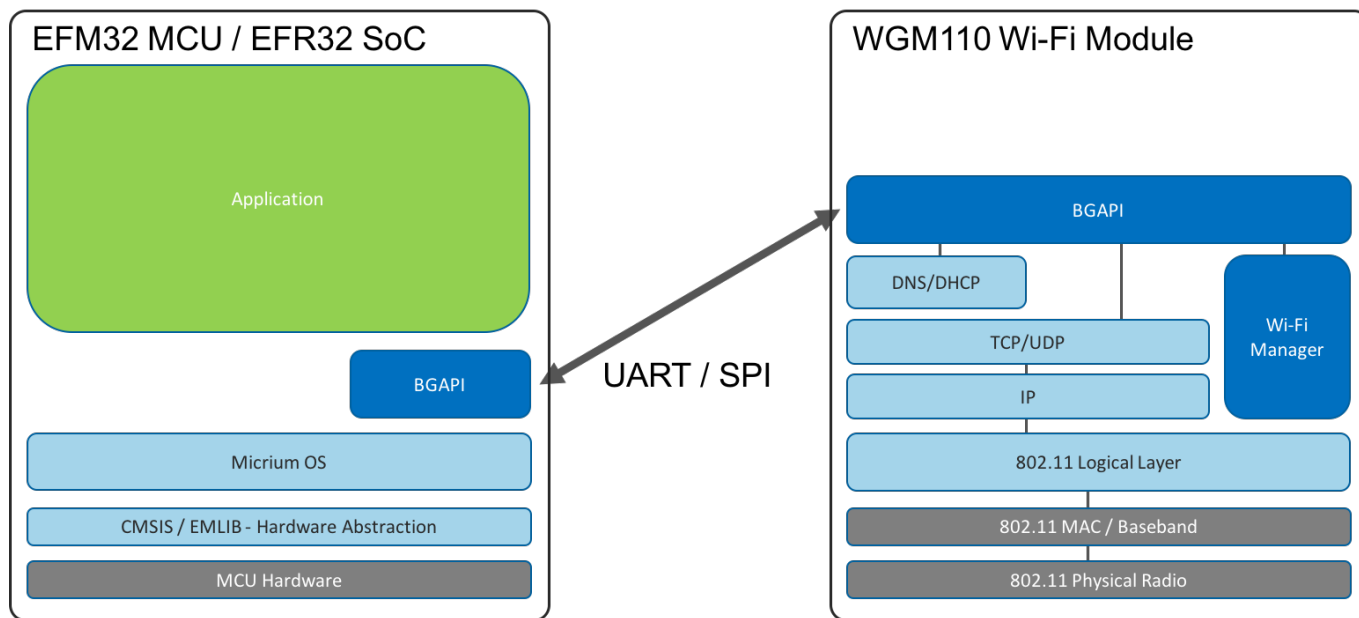 EFM32 MCU / EFR32 SoC
Application
BGAPI
Micrium OS
CMSIS / EMLIB - Hardware Abstraction
MCU Hardware
UART / SPI
WGM110 Wi-Fi Module
BGAPI
DNS/DHCP
TCP/UDP
IP
Wi-Fi
Manager
802.11 Logical Layer
802.11 MAC / Baseband
802.11 Physical Radio